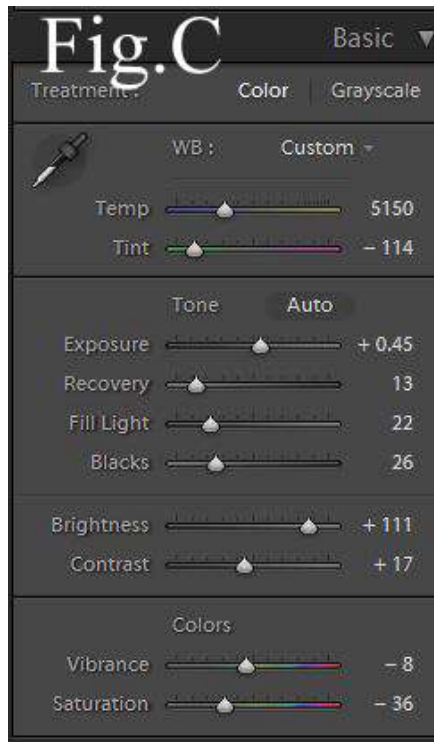 Fig.C
Basic
Treatment : Color Grayscale
WB : Custom
Temp 5150
Tint - 114
Tone Auto
Exposure + 0,45
Recovery 13
Fill Light 22
Blacks 26
Brightness + 111
Contrast + 17
Colors
Vibrance - 8
Saturation - 36